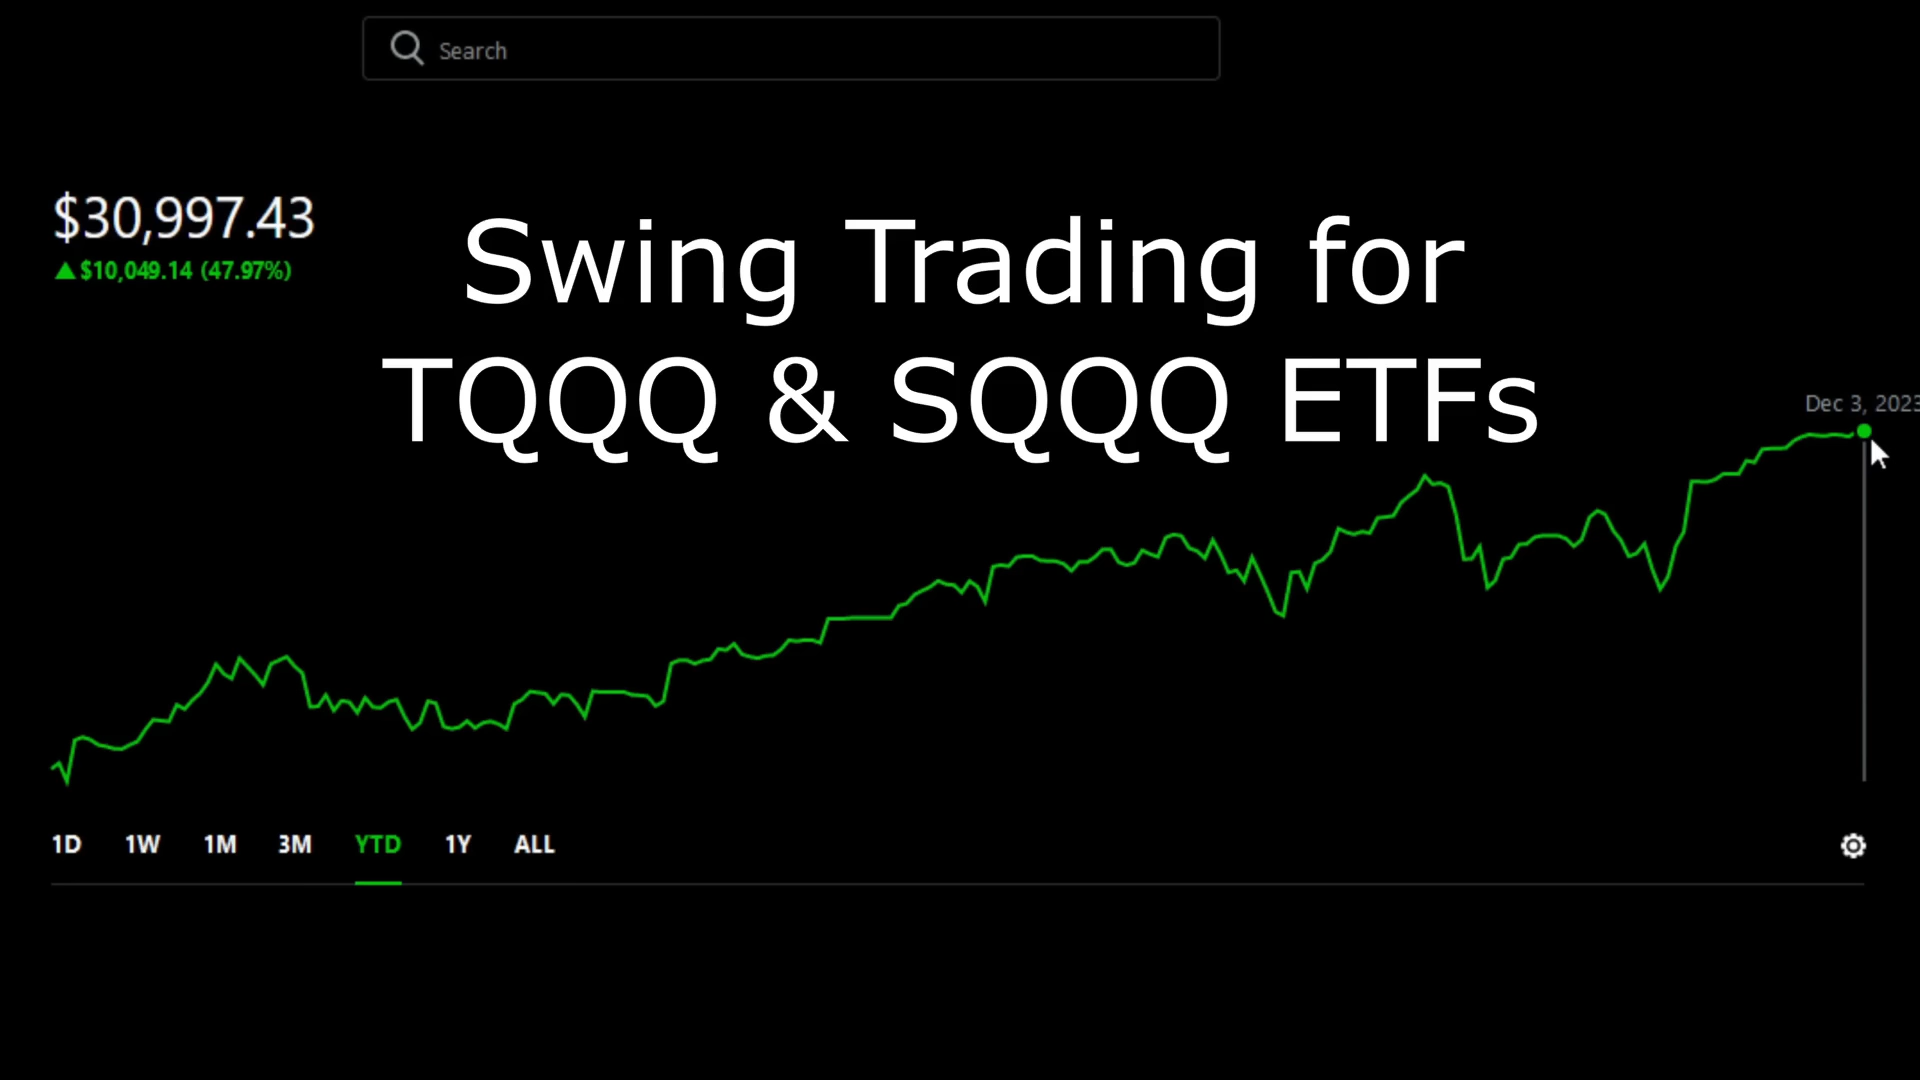 Search
$30,997.43
▲ $10,049.14 (47.97%)
Swing Trading for
TQQQ & SQQQ ETFs
Dec 3, 2023
1D 1W 1M 3M YTD 1Y ALL